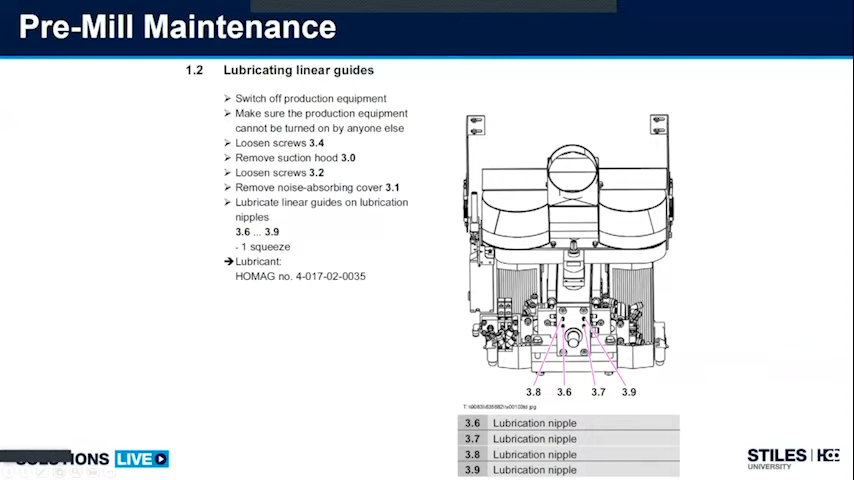 Pre-Mill Maintenance
1.2 Lubricating linear guides
➢ Switch off production equipment
➢ Make sure the production equipment
cannot be turned on by anyone else
➢ Loosen screws 3.4
➢ Remove suction hood 3.0
➢ Loosen screws 3.2
➢ Remove noise-absorbing cover 3.1
➢ Lubricate linear guides on lubrication
nipples
3.6 ... 3.9
- 1 squeeze
➔ Lubricant:
HOMAG no. 4-017-02-0035
3.8 3.6 3.7 3.9
3.6 Lubrication nipple
3.7 Lubrication nipple
3.8 Lubrication nipple
3.9 Lubrication nipple
SOLUTIONS LIVE
STILES
UNIVERSITY